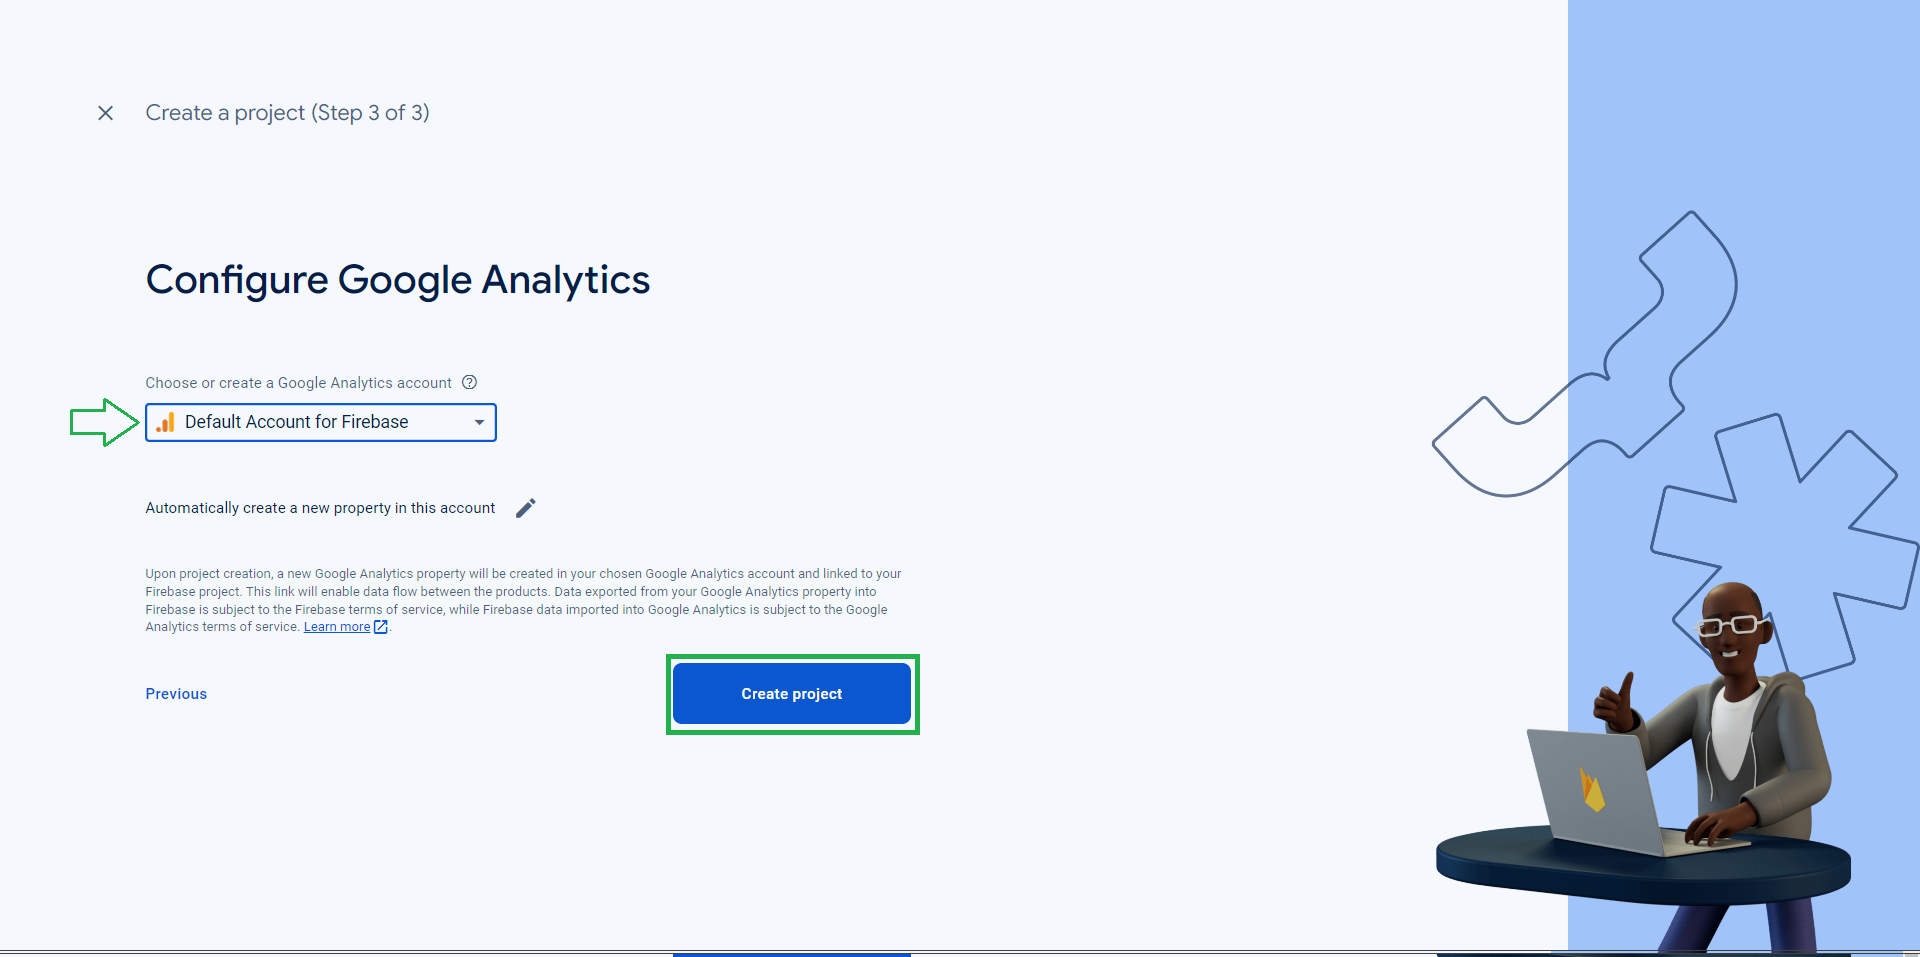 Create a project (Step 3 of 3)
Configure Google Analytics
Choose or create a Google Analytics account
Default Account for Firebase
Automatically create a new property in this account
Upon project creation, a new Google Analytics property will be created in your chosen Google Analytics account and linked to your
Firebase project. This link will enable data flow between the products. Data exported from your Google Analytics property into
Firebase is subject to the Firebase terms of service, while Firebase data imported into Google Analytics is subject to the Google
Analytics terms of service. Learn more.
Previous
Create project